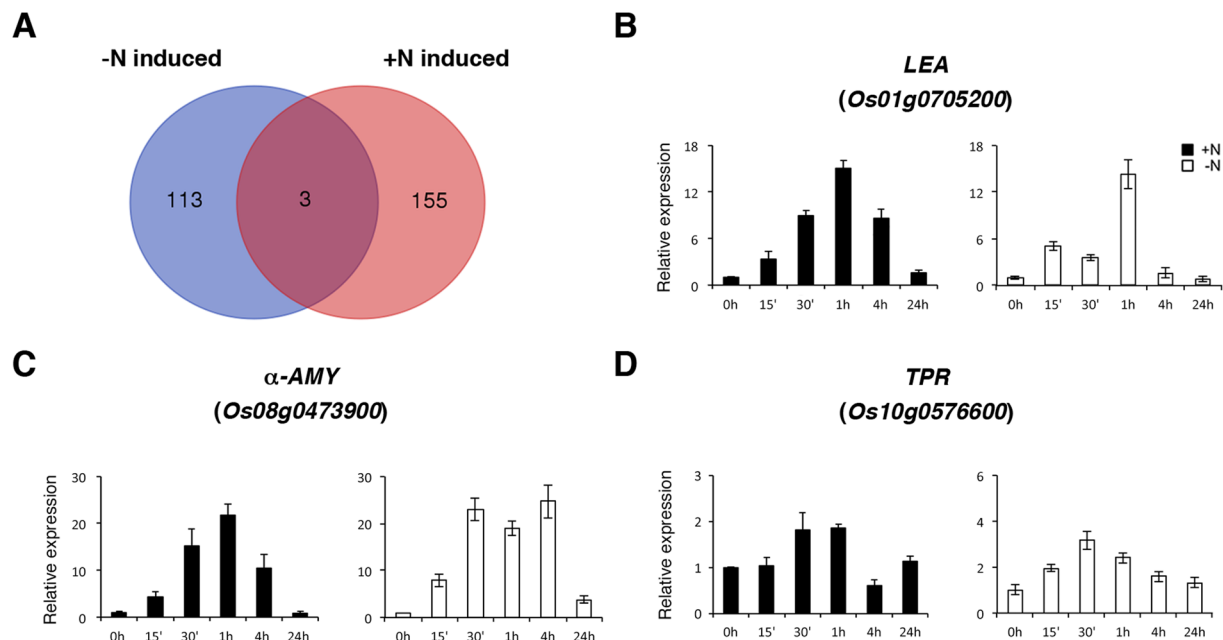 A
-N induced
+N induced
113
3
155
B
LEA
(Os01g0705200)
Relative expression
18
12
6
0
0h 15' 30' 1h 4h 24h
18
12
6
0
0h 15' 30' 1h 4h 24h
+N
-N
C
α-AMY
(Os08g0473900)
Relative expression
30
20
10
0
0h 15' 30' 1h 4h 24h
30
20
10
0
0h 15' 30' 1h 4h 24h
D
TPR
(Os10g0576600)
Relative expression
3
2
1
0
0h 15' 30' 1h 4h 24h
6
4
2
0
0h 15' 30' 1h 4h 24h